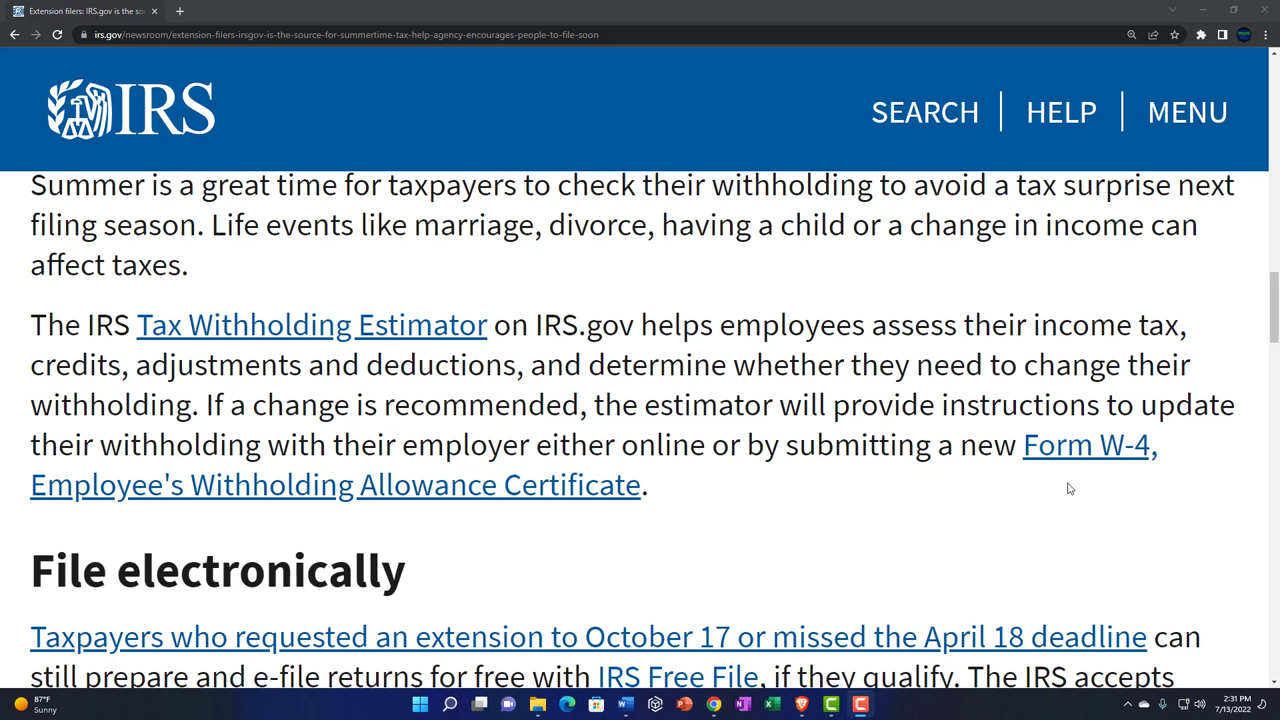 Extension filers: IRS.gov is the so
irs.gov/newsroom/extension-filers-irsgov-is-the-source-for-summertime-tax-help-agency-encourages-people-to-file-soon
IRS
SEARCH
HELP
MENU
Summer is a great time for taxpayers to check their withholding to avoid a tax surprise next
filing season. Life events like marriage, divorce, having a child or a change in income can
affect taxes.
The IRS Tax Withholding Estimator on IRS.gov helps employees assess their income tax,
credits, adjustments and deductions, and determine whether they need to change their
withholding. If a change is recommended, the estimator will provide instructions to update
their withholding with their employer either online or by submitting a new Form W-4,
Employee's Withholding Allowance Certificate.
File electronically
Taxpayers who requested an extension to October 17 or missed the April 18 deadline can
still prepare and e-file returns for free with IRS Free File, if they qualify. The IRS accepts
87°F
Sunny
2:31 PM
7/13/2022